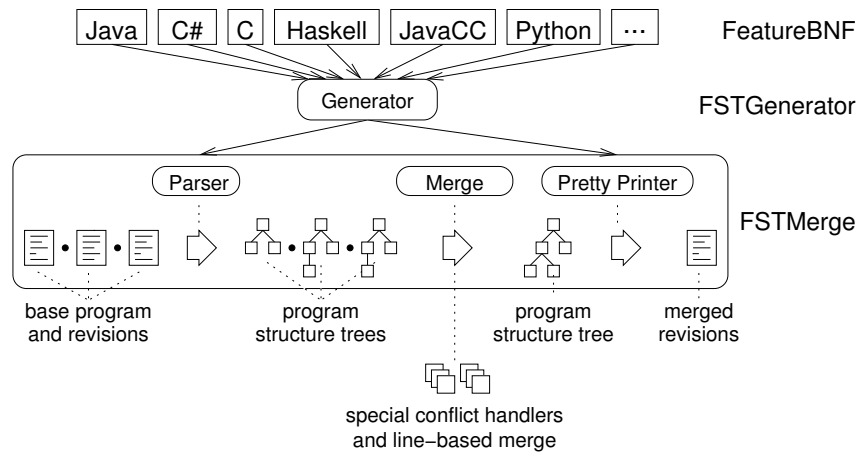 Java C# C Haskell JavaCC Python ... FeatureBNF
Generator FSTGenerator
Parser Merge Pretty Printer
FSTMerge
base program program program merged
and revisions structure trees structure tree revisions
special conflict handlers
and line−based merge